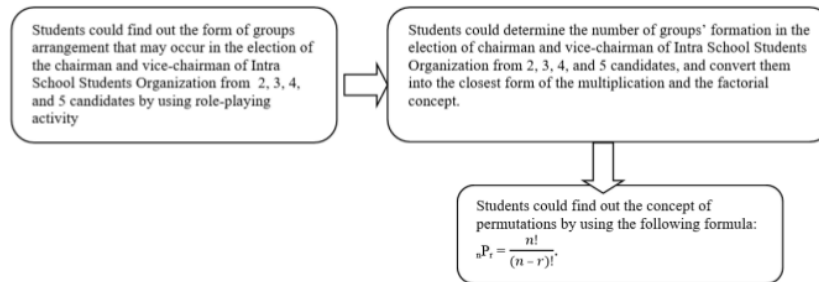 Students could find out the form of groups
arrangement that may occur in the election of
the chairman and vice-chairman of Intra
School Students Organization from 2, 3, 4,
and 5 candidates by using role-playing
activity
Students could determine the number of groups' formation in the
election of chairman and vice-chairman of Intra School Students
Organization from 2, 3, 4, and 5 candidates, and convert them
into the closest form of the multiplication and the factorial
concept.
Students could find out the concept of
permutations by using the following formula:
ₙPᵣ = n! / (n − r)!.